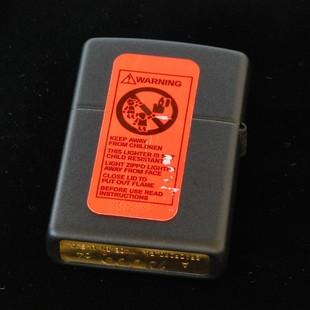 WARNING
KEEP AWAY
FROM CHILDREN
THIS LIGHTER IS
CHILD RESISTANT
LIGHT ZIPPO LIGHT
AWAY FROM FACE
CLOSE LID TO
PUT OUT FLAME
BEFORE USE READ
INSTRUCTIONS